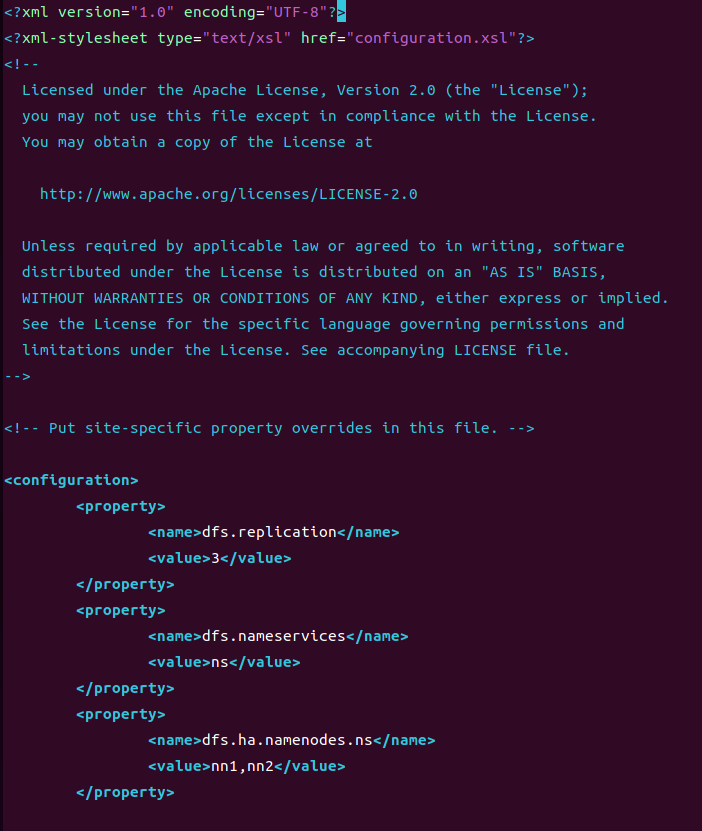 <?xml version="1.0" encoding="UTF-8"?>
<?xml-stylesheet type="text/xsl" href="configuration.xsl"?>
<!--
  Licensed under the Apache License, Version 2.0 (the "License");
  you may not use this file except in compliance with the License.
  You may obtain a copy of the License at

    http://www.apache.org/licenses/LICENSE-2.0

  Unless required by applicable law or agreed to in writing, software
  distributed under the License is distributed on an "AS IS" BASIS,
  WITHOUT WARRANTIES OR CONDITIONS OF ANY KIND, either express or implied.
  See the License for the specific language governing permissions and
  limitations under the License. See accompanying LICENSE file.
-->

<!-- Put site-specific property overrides in this file. -->

<configuration>
        <property>
                <name>dfs.replication</name>
                <value>3</value>
        </property>
        <property>
                <name>dfs.nameservices</name>
                <value>ns</value>
        </property>
        <property>
                <name>dfs.ha.namenodes.ns</name>
                <value>nn1,nn2</value>
        </property>